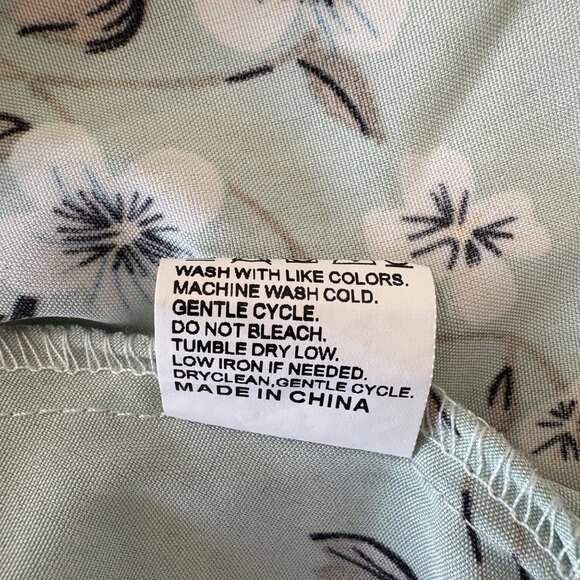 WASH WITH LIKE COLORS.
MACHINE WASH COLD.
GENTLE CYCLE.
DO NOT BLEACH.
TUMBLE DRY LOW.
LOW IRON IF NEEDED.
DRYCLEAN,GENTLE CYCLE.
MADE IN CHINA